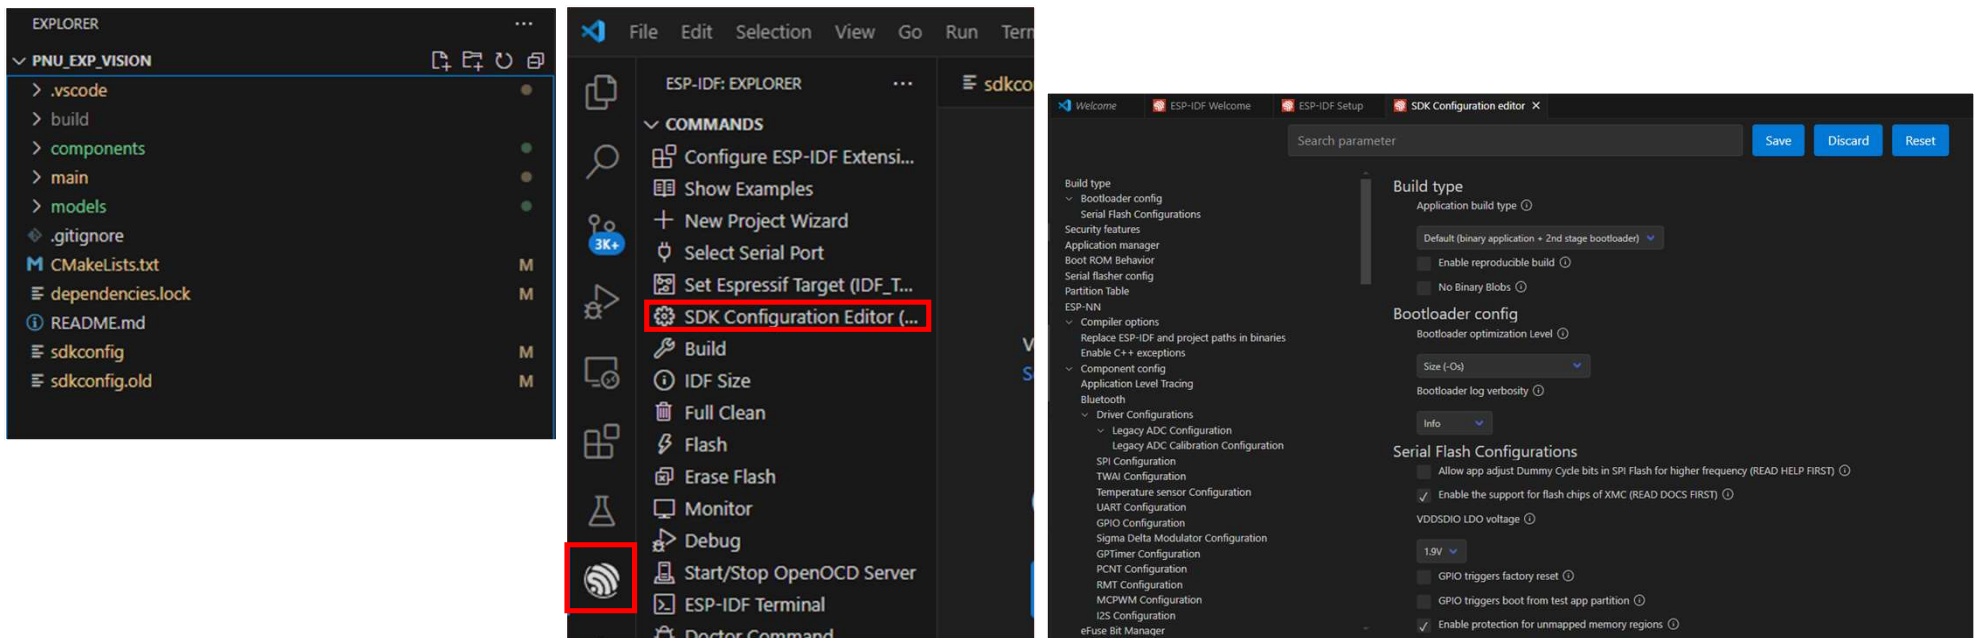 EXPLORER
PNU_EXP_VISION
.vscode
build
components
main
models
.gitignore
CMakeLists.txt M
dependencies.lock M
README.md
sdkconfig M
sdkconfig.old M
File Edit Selection View Go Run
ESP-IDF: EXPLORER
COMMANDS
Configure ESP-IDF Extensi...
Show Examples
New Project Wizard
3K+
Select Serial Port
Set Espressif Target (IDF_T...
SDK Configuration Editor (...
Build
IDF Size
Full Clean
Flash
Erase Flash
Monitor
Debug
Start/Stop OpenOCD Server
ESP-IDF Terminal
Doctor Command
Welcome ESP-IDF Welcome ESP-IDF Setup SDK Configuration editor
Search parameter Save Discard Reset
Build type
Bootloader config
Serial Flash Configurations
Security features
Application manager
Boot ROM Behavior
Serial flasher config
Partition Table
ESP-NN
Compiler options
Replace ESP-IDF and project paths in binaries
Enable C++ exceptions
Component config
Application Level Tracing
Bluetooth
Driver Configurations
Legacy ADC Configuration
Legacy ADC Calibration Configuration
SPI Configuration
TWAI Configuration
Temperature sensor Configuration
UART Configuration
GPIO Configuration
Sigma Delta Modulator Configuration
GPTimer Configuration
PCNT Configuration
RMT Configuration
MCPWM Configuration
I2S Configuration
eFuse Bit Manager
Build type
Application build type
Default (binary application + 2nd stage bootloader)
Enable reproducible build
No Binary Blobs
Bootloader config
Bootloader optimization Level
Size (-Os)
Bootloader log verbosity
Info
Serial Flash Configurations
Allow app adjust Dummy Cycle bits in SPI Flash for higher frequency (READ HELP FIRST)
Enable the support for flash chips of XMC (READ DOCS FIRST)
VDDSDIO LDO voltage
1.9V
GPIO triggers factory reset
GPIO triggers boot from test app partition
Enable protection for unmapped memory regions